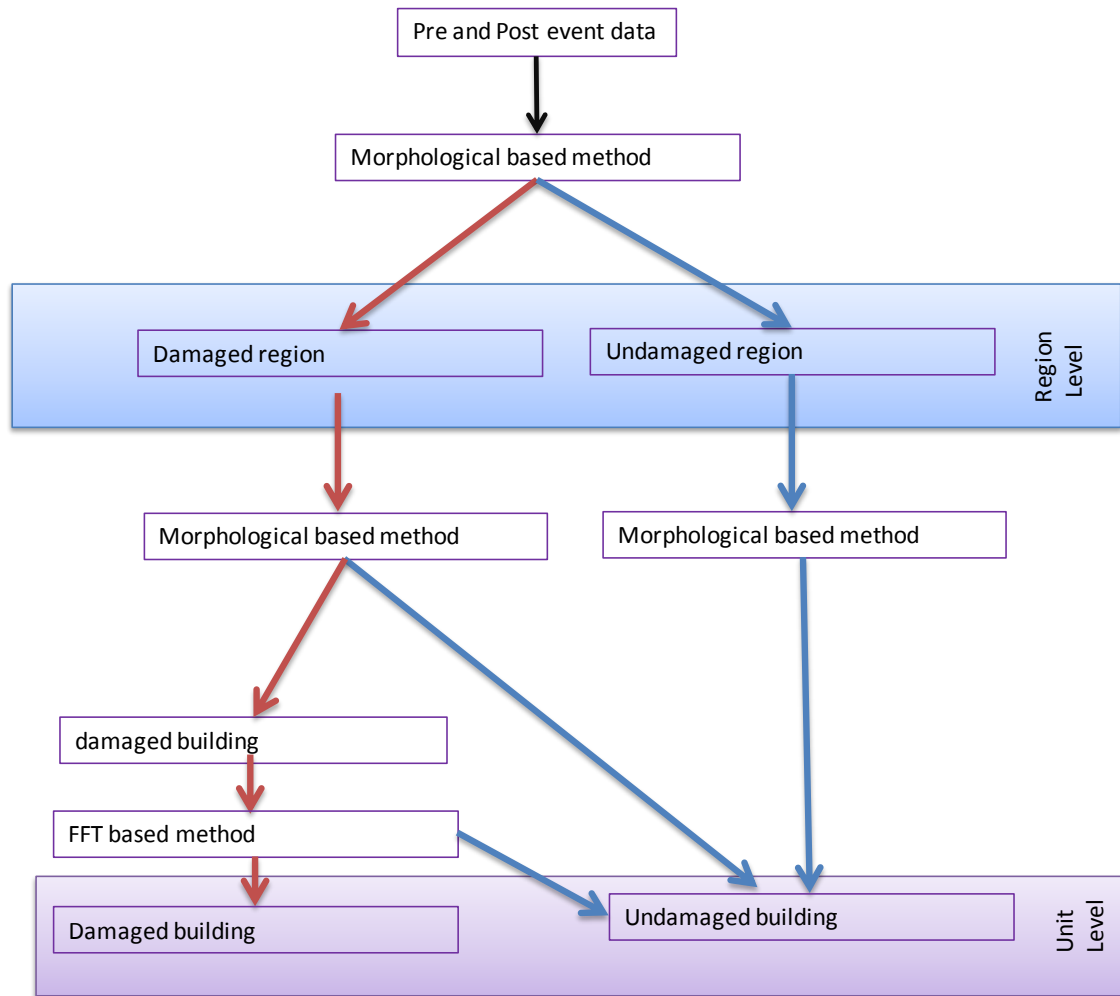 Pre and Post event data
Morphological based method
Damaged region
Undamaged region
Region
Level
Morphological based method
Morphological based method
damaged building
FFT based method
Damaged building
Undamaged building
Unit
Level